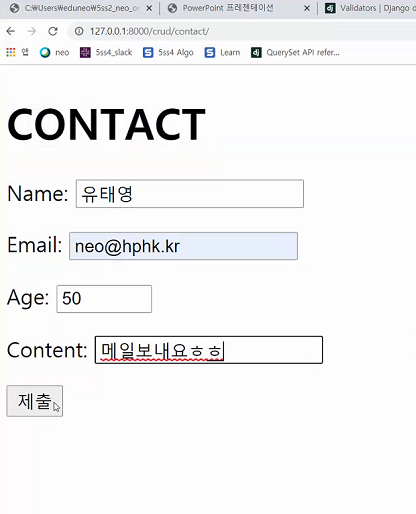 C:₩Users₩eduneo₩5ss2_neo_o × PowerPoint 프레젠테이션 × Validators | Django d
127.0.0.1:8000/crud/contact/
앱 neo 5ss4_slack 5ss4 Algo Learn QuerySet API refer...
CONTACT
Name: 유태영
Email: neo@hphk.kr
Age: 50
Content: 메일보내요ㅎㅎ
제출